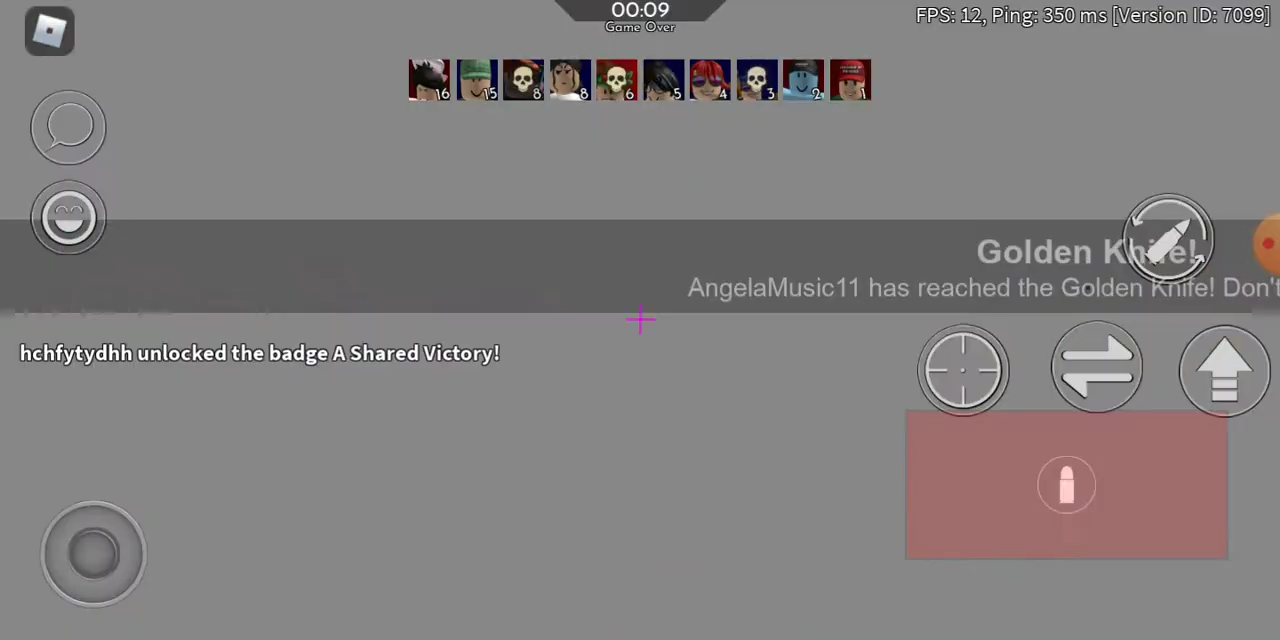 00:09
Game Over
FPS: 12, Ping: 350 ms [Version ID: 7099]
16 15 8 8 6 5 4 3 2 1
Golden Knife!
AngelaMusic11 has reached the Golden Knife! Don't
hchfytydhh unlocked the badge A Shared Victory!